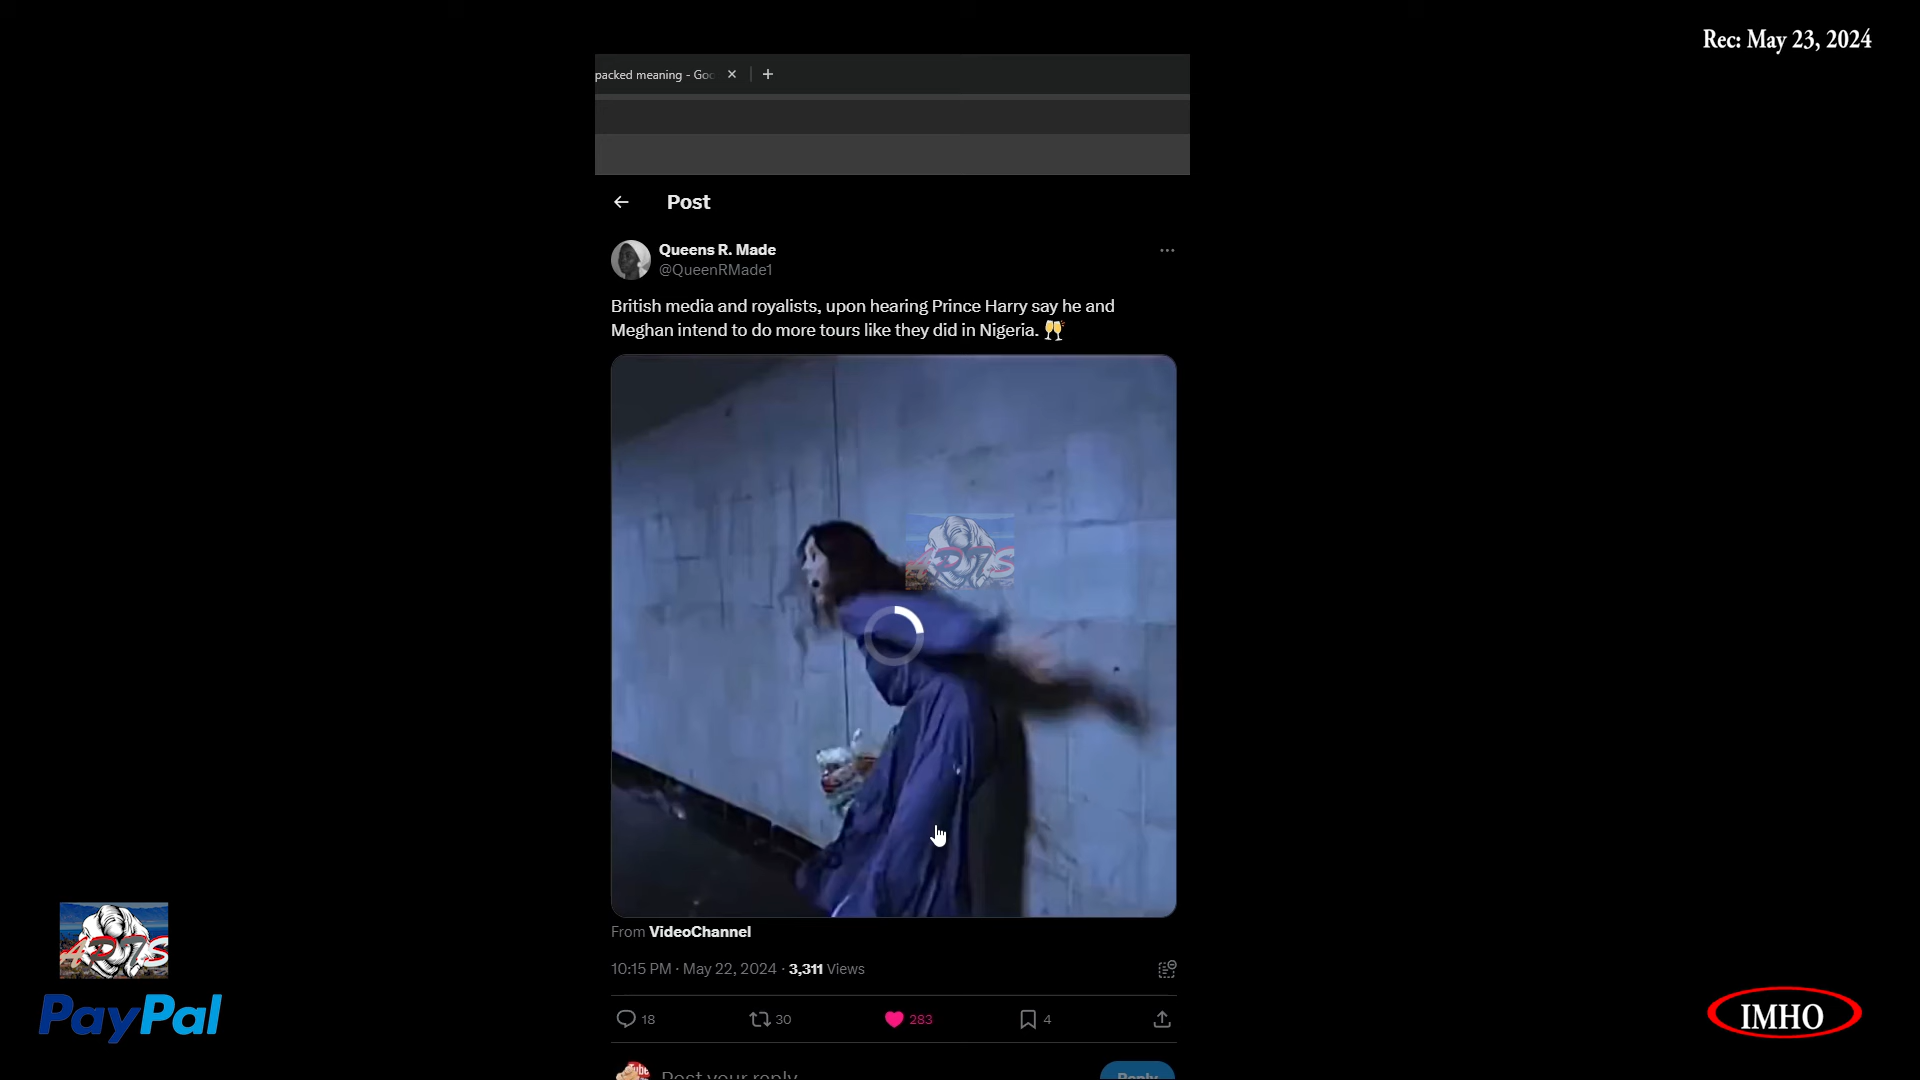 Rec: May 23, 2024
packed meaning - Goo
Post
Queens R. Made
@QueenRMade1
British media and royalists, upon hearing Prince Harry say he and
Meghan intend to do more tours like they did in Nigeria. 🥂
From VideoChannel
10:15 PM · May 22, 2024 · 3,311 Views
18 30 283 4
Post your reply
Reply
PayPal
IMHO